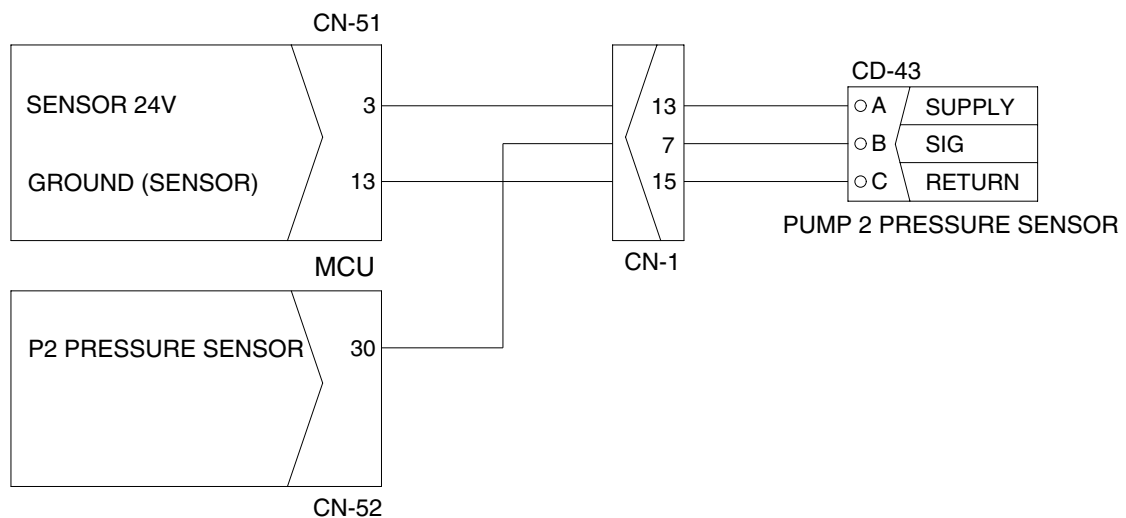 CN-51
SENSOR 24V 3
GROUND (SENSOR) 13
MCU
P2 PRESSURE SENSOR 30
CN-52
13
7
15
CN-1
CD-43
A SUPPLY
B SIG
C RETURN
PUMP 2 PRESSURE SENSOR